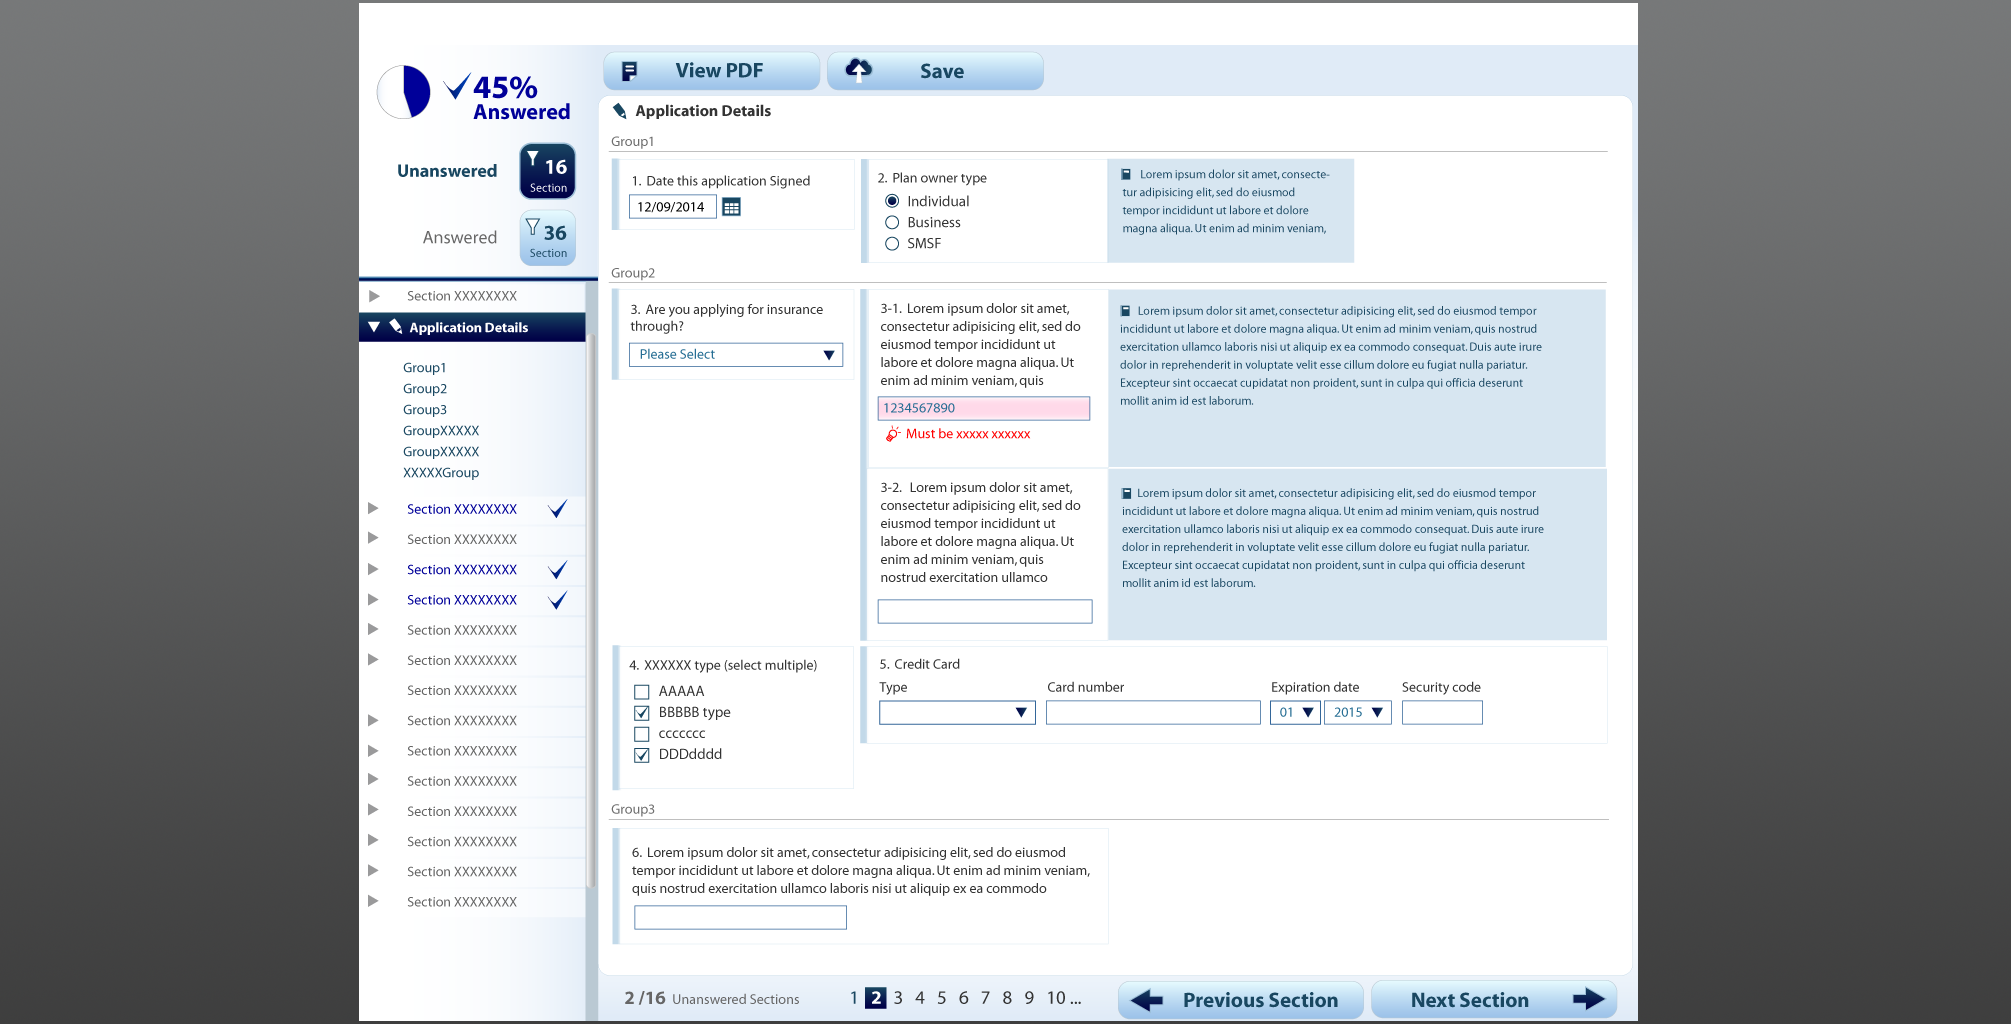 View PDF
Save
45%
Answered
Unanswered
16
Section
Answered
36
Section
Section XXXXXXXX
Application Details
Group1
Group2
Group3
GroupXXXXX
GroupXXXXX
XXXXXGroup
Section XXXXXXXX
Section XXXXXXXX
Section XXXXXXXX
Section XXXXXXXX
Section XXXXXXXX
Section XXXXXXXX
Section XXXXXXXX
Section XXXXXXXX
Section XXXXXXXX
Section XXXXXXXX
Section XXXXXXXX
Section XXXXXXXX
Section XXXXXXXX
Section XXXXXXXX
Application Details
Group1
1. Date this application Signed
12/09/2014
2. Plan owner type
Individual
Business
SMSF
Lorem ipsum dolor sit amet, consecte-
tur adipisicing elit, sed do eiusmod
tempor incididunt ut labore et dolore
magna aliqua. Ut enim ad minim veniam,
Group2
3. Are you applying for insurance
through?
Please Select
3-1. Lorem ipsum dolor sit amet,
consectetur adipisicing elit, sed do
eiusmod tempor incididunt ut
labore et dolore magna aliqua. Ut
enim ad minim veniam, quis
1234567890
Must be xxxxx xxxxxx
Lorem ipsum dolor sit amet, consectetur adipisicing elit, sed do eiusmod tempor
incididunt ut labore et dolore magna aliqua. Ut enim ad minim veniam, quis nostrud
exercitation ullamco laboris nisi ut aliquip ex ea commodo consequat. Duis aute irure
dolor in reprehenderit in voluptate velit esse cillum dolore eu fugiat nulla pariatur.
Excepteur sint occaecat cupidatat non proident, sunt in culpa qui officia deserunt
mollit anim id est laborum.
3-2. Lorem ipsum dolor sit amet,
consectetur adipisicing elit, sed do
eiusmod tempor incididunt ut
labore et dolore magna aliqua. Ut
enim ad minim veniam, quis
nostrud exercitation ullamco
Lorem ipsum dolor sit amet, consectetur adipisicing elit, sed do eiusmod tempor
incididunt ut labore et dolore magna aliqua. Ut enim ad minim veniam, quis nostrud
exercitation ullamco laboris nisi ut aliquip ex ea commodo consequat. Duis aute irure
dolor in reprehenderit in voluptate velit esse cillum dolore eu fugiat nulla pariatur.
Excepteur sint occaecat cupidatat non proident, sunt in culpa qui officia deserunt
mollit anim id est laborum.
4. XXXXXX type (select multiple)
AAAAA
BBBBB type
ccccccc
DDDdddd
5. Credit Card
Type Card number Expiration date Security code
01 2015
Group3
6. Lorem ipsum dolor sit amet, consectetur adipisicing elit, sed do eiusmod
tempor incididunt ut labore et dolore magna aliqua. Ut enim ad minim veniam,
quis nostrud exercitation ullamco laboris nisi ut aliquip ex ea commodo
2 /16 Unanswered Sections
1 2 3 4 5 6 7 8 9 10 ...
Previous Section
Next Section